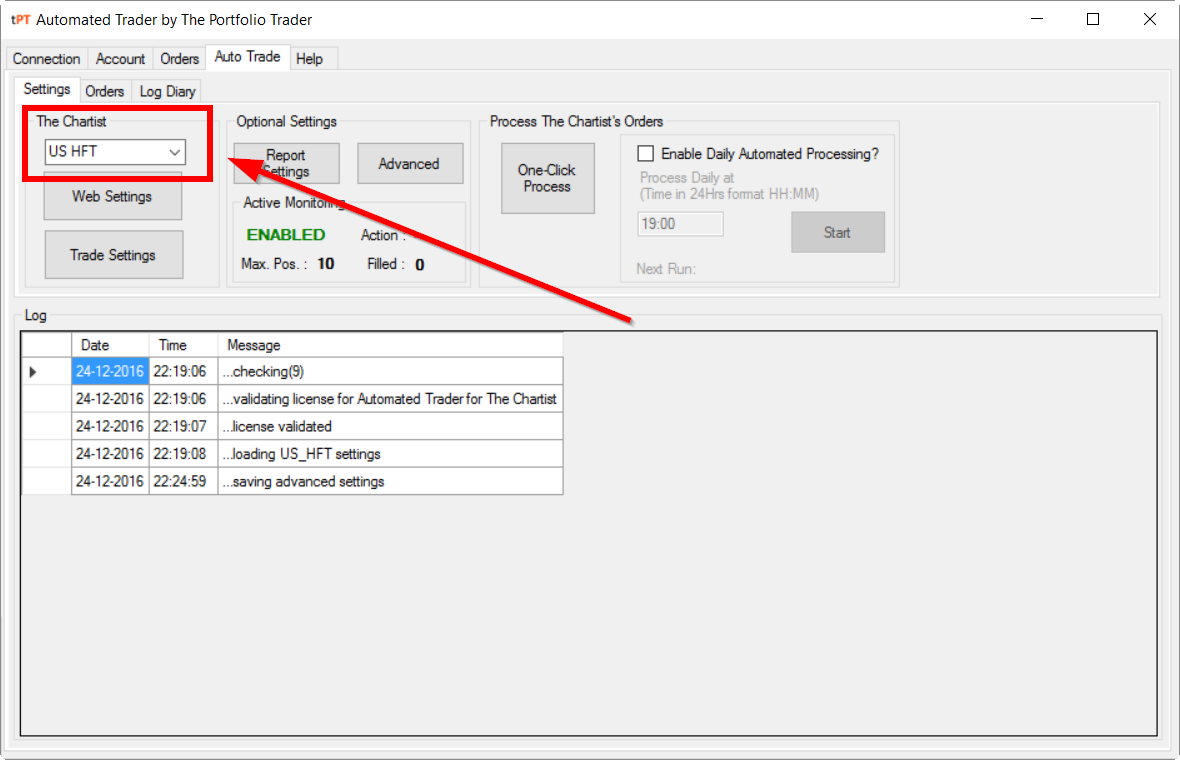 tPT Automated Trader by The Portfolio Trader
Connection Account Orders Auto Trade Help
Settings Orders Log Diary
The Chartist
US HFT
Web Settings
Trade Settings
Optional Settings
Report
Settings
Advanced
Active Monitoring
ENABLED Action :
Max. Pos. : 10 Filled : 0
Process The Chartist's Orders
One-Click
Process
Enable Daily Automated Processing?
Process Daily at
(Time in 24Hrs format HH:MM)
19:00
Start
Next Run:
Log
Date Time Message
24-12-2016 22:19:06 ...checking(9)
24-12-2016 22:19:06 ...validating license for Automated Trader for The Chartist
24-12-2016 22:19:07 ...license validated
24-12-2016 22:19:08 ...loading US_HFT settings
24-12-2016 22:24:59 ...saving advanced settings